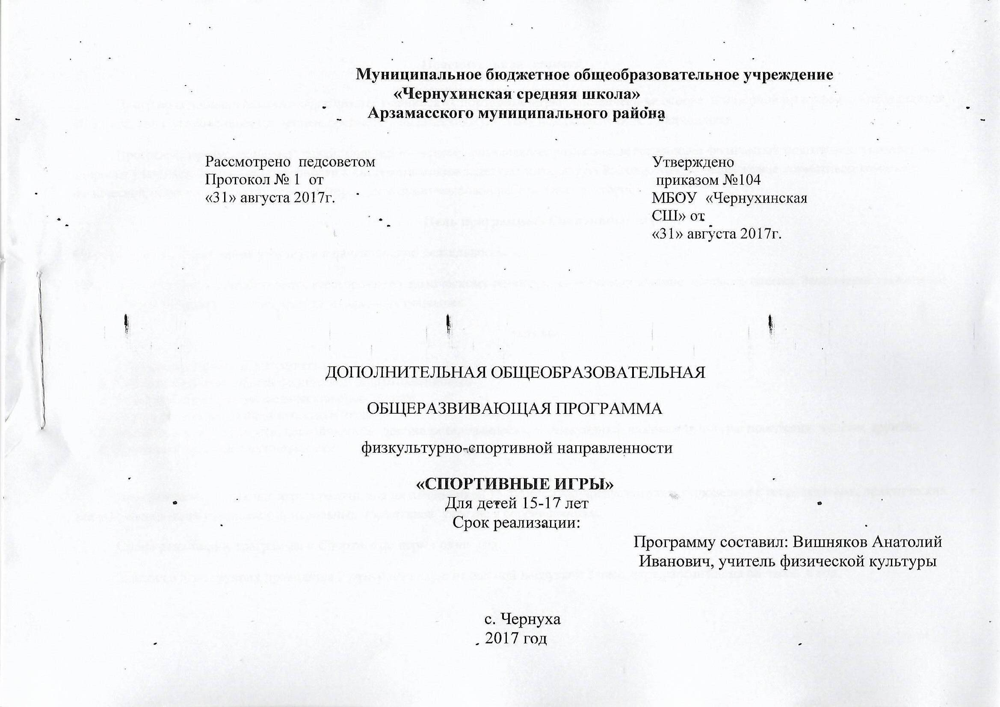 Муниципальное бюджетное общеобразовательное учреждение
«Чернухинская средняя школа»
Арзамасского муниципального района
Рассмотрено педсоветом
Протокол № 1 от
«31» августа 2017г.
Утверждено
приказом №104
МБОУ «Чернухинская
СШ» от
«31» августа 2017г.
ДОПОЛНИТЕЛЬНАЯ ОБЩЕОБРАЗОВАТЕЛЬНАЯ
ОБЩЕРАЗВИВАЮЩАЯ ПРОГРАММА
физкультурно-спортивной направленности
«СПОРТИВНЫЕ ИГРЫ»
Для детей 15-17 лет
Срок реализации:
Программу составил: Вишняков Анатолий
Иванович, учитель физической культуры
с. Чернуха
2017 год